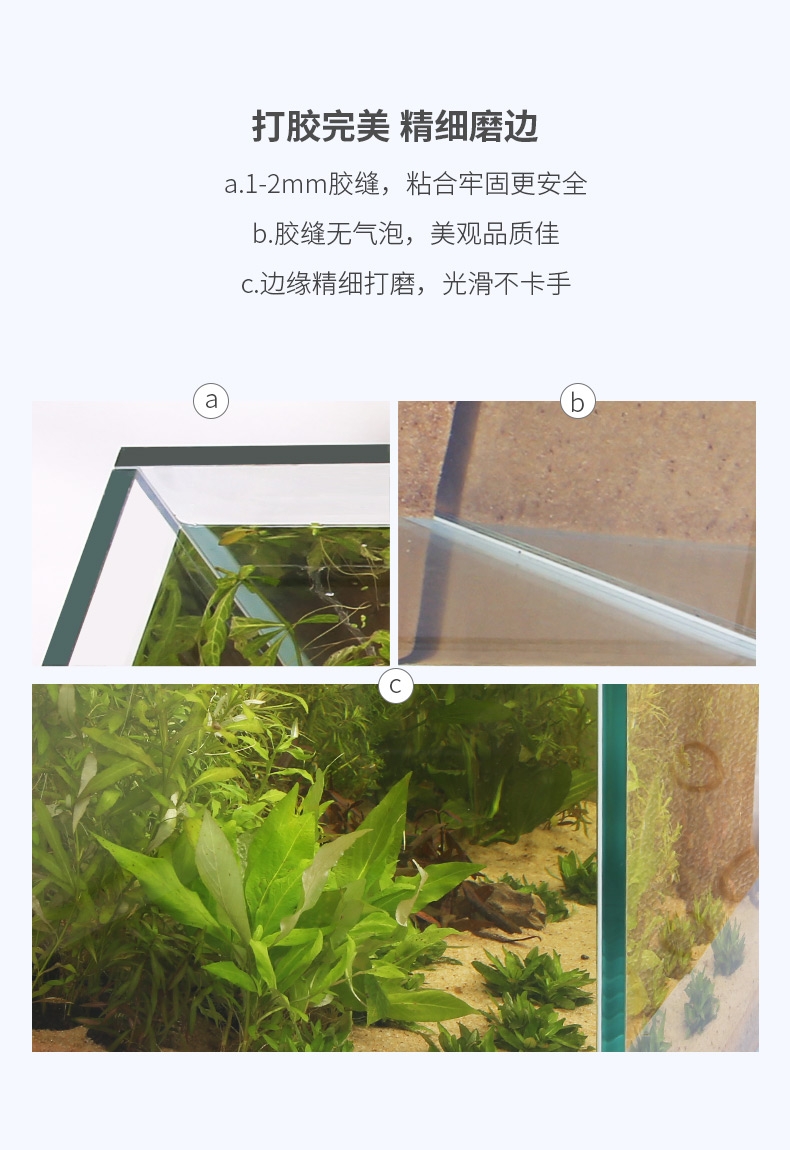 打胶完美 精细磨边
a.1-2mm胶缝，粘合牢固更安全
b.胶缝无气泡，美观品质佳
c.边缘精细打磨，光滑不卡手
a
b
c